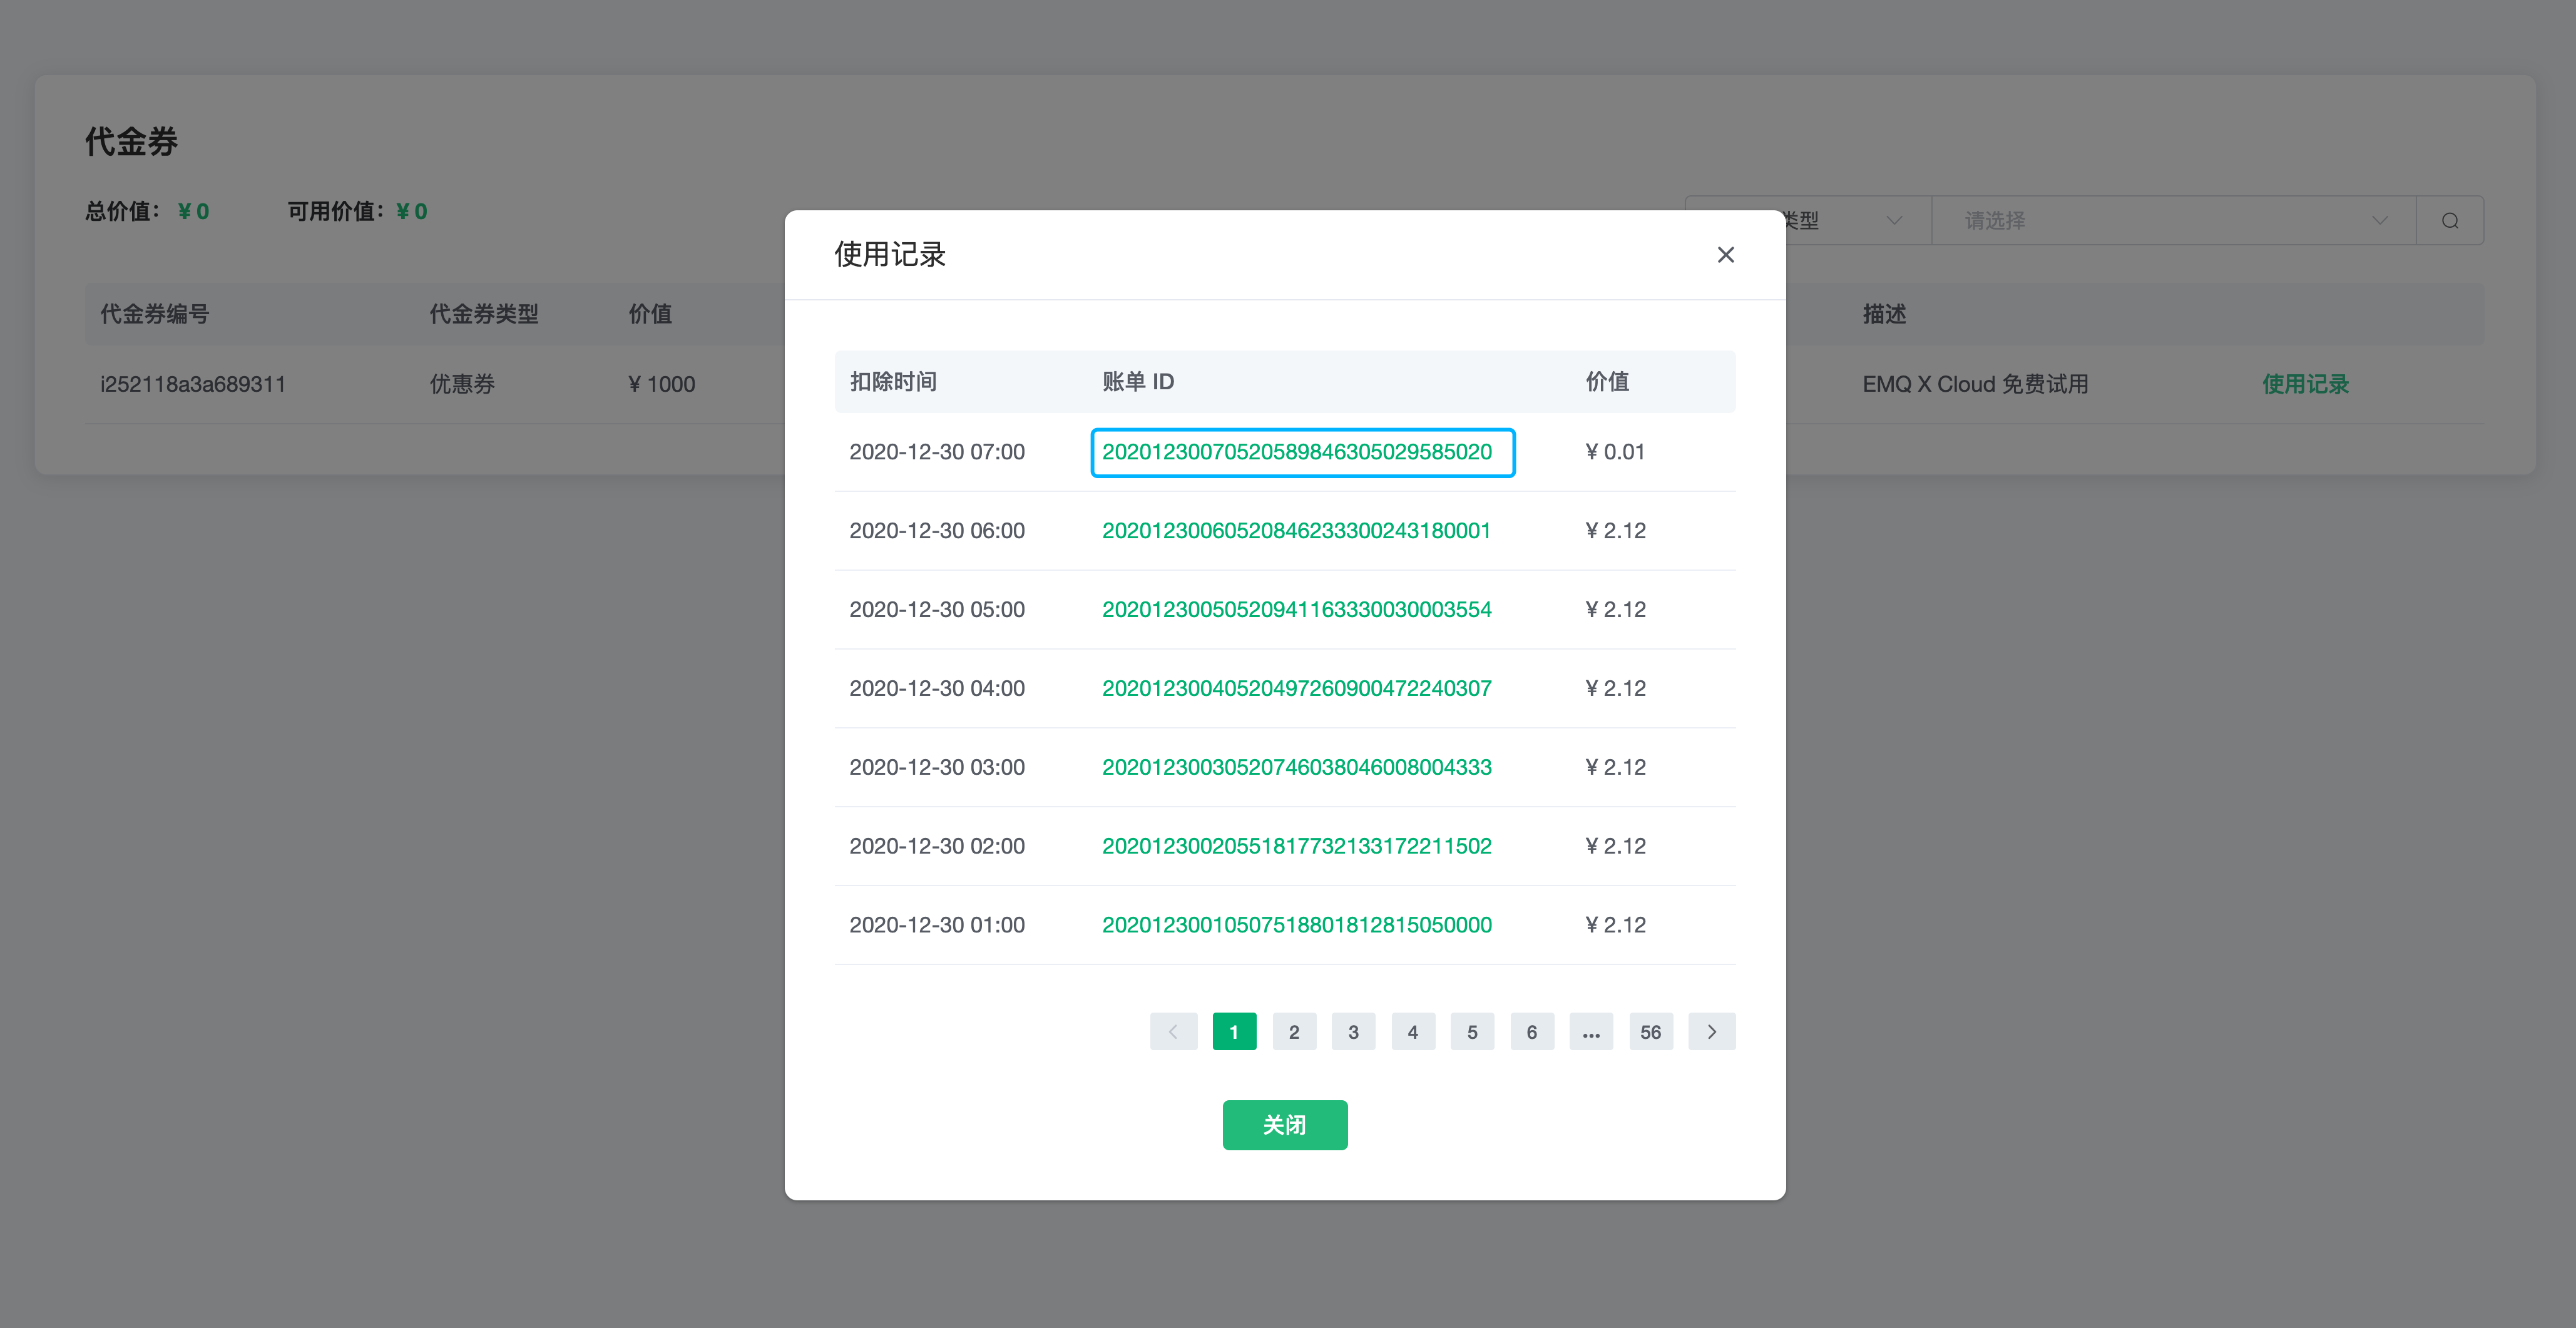 代金券
总价值： ¥ 0 可用价值： ¥ 0
类型 请选择
代金券编号 代金券类型 价值 描述
i252118a3a689311 优惠券 ¥ 1000 EMQ X Cloud 免费试用 使用记录
使用记录
扣除时间 账单 ID 价值
2020-12-30 07:00 20201230070520589846305029585020 ¥ 0.01
2020-12-30 06:00 20201230060520846233300243180001 ¥ 2.12
2020-12-30 05:00 20201230050520941163330030003554 ¥ 2.12
2020-12-30 04:00 20201230040520497260900472240307 ¥ 2.12
2020-12-30 03:00 20201230030520746038046008004333 ¥ 2.12
2020-12-30 02:00 20201230020551817732133172211502 ¥ 2.12
2020-12-30 01:00 20201230010507518801812815050000 ¥ 2.12
1 2 3 4 5 6 ... 56
关闭